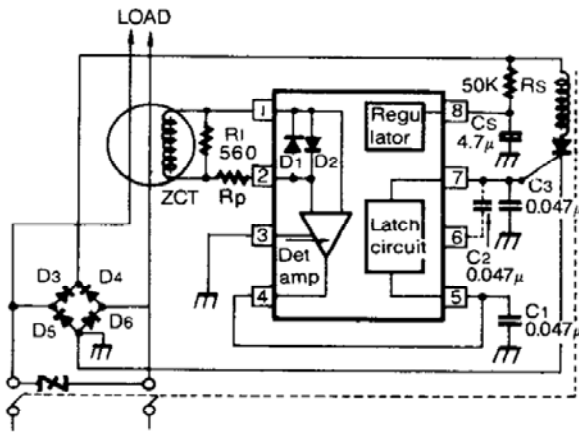 LOAD
50K
RS
1
8
Regu
lator
CS
4.7μ
Rl
560
D1
D2
ZCT
Rp
2
7
C3
0.047μ
Latch
circuit
3
6
Det
amp
C2
0.047μ
D3
D4
4
5
D5
D6
C1
0.047μ